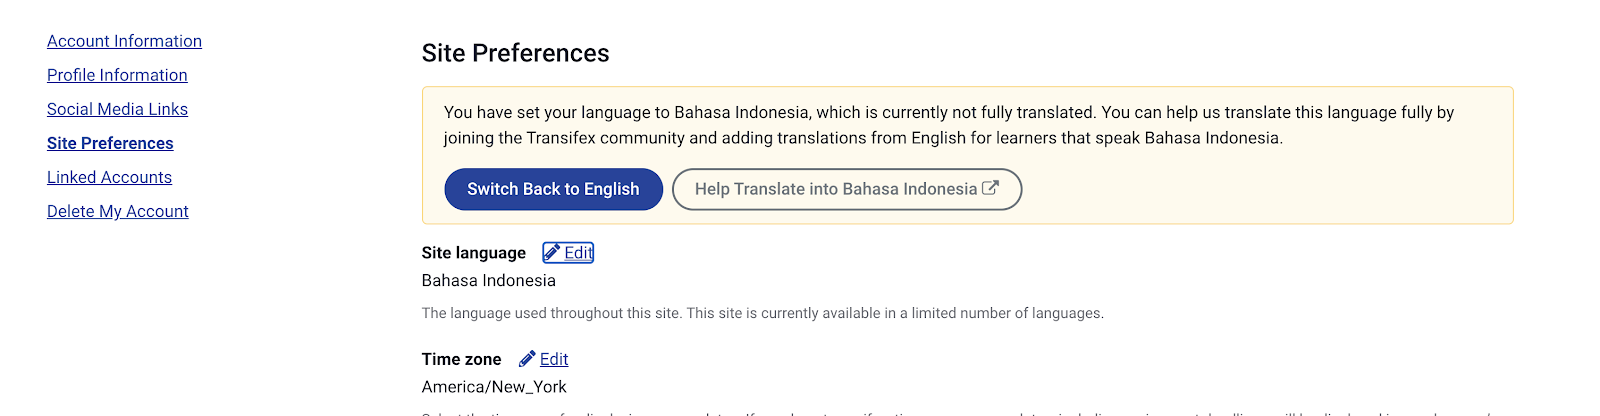 Account Information
Profile Information
Social Media Links
Site Preferences
Linked Accounts
Delete My Account
Site Preferences
You have set your language to Bahasa Indonesia, which is currently not fully translated. You can help us translate this language fully by
joining the Transifex community and adding translations from English for learners that speak Bahasa Indonesia.
Switch Back to English
Help Translate into Bahasa Indonesia
Site language Edit
Bahasa Indonesia
The language used throughout this site. This site is currently available in a limited number of languages.
Time zone Edit
America/New_York